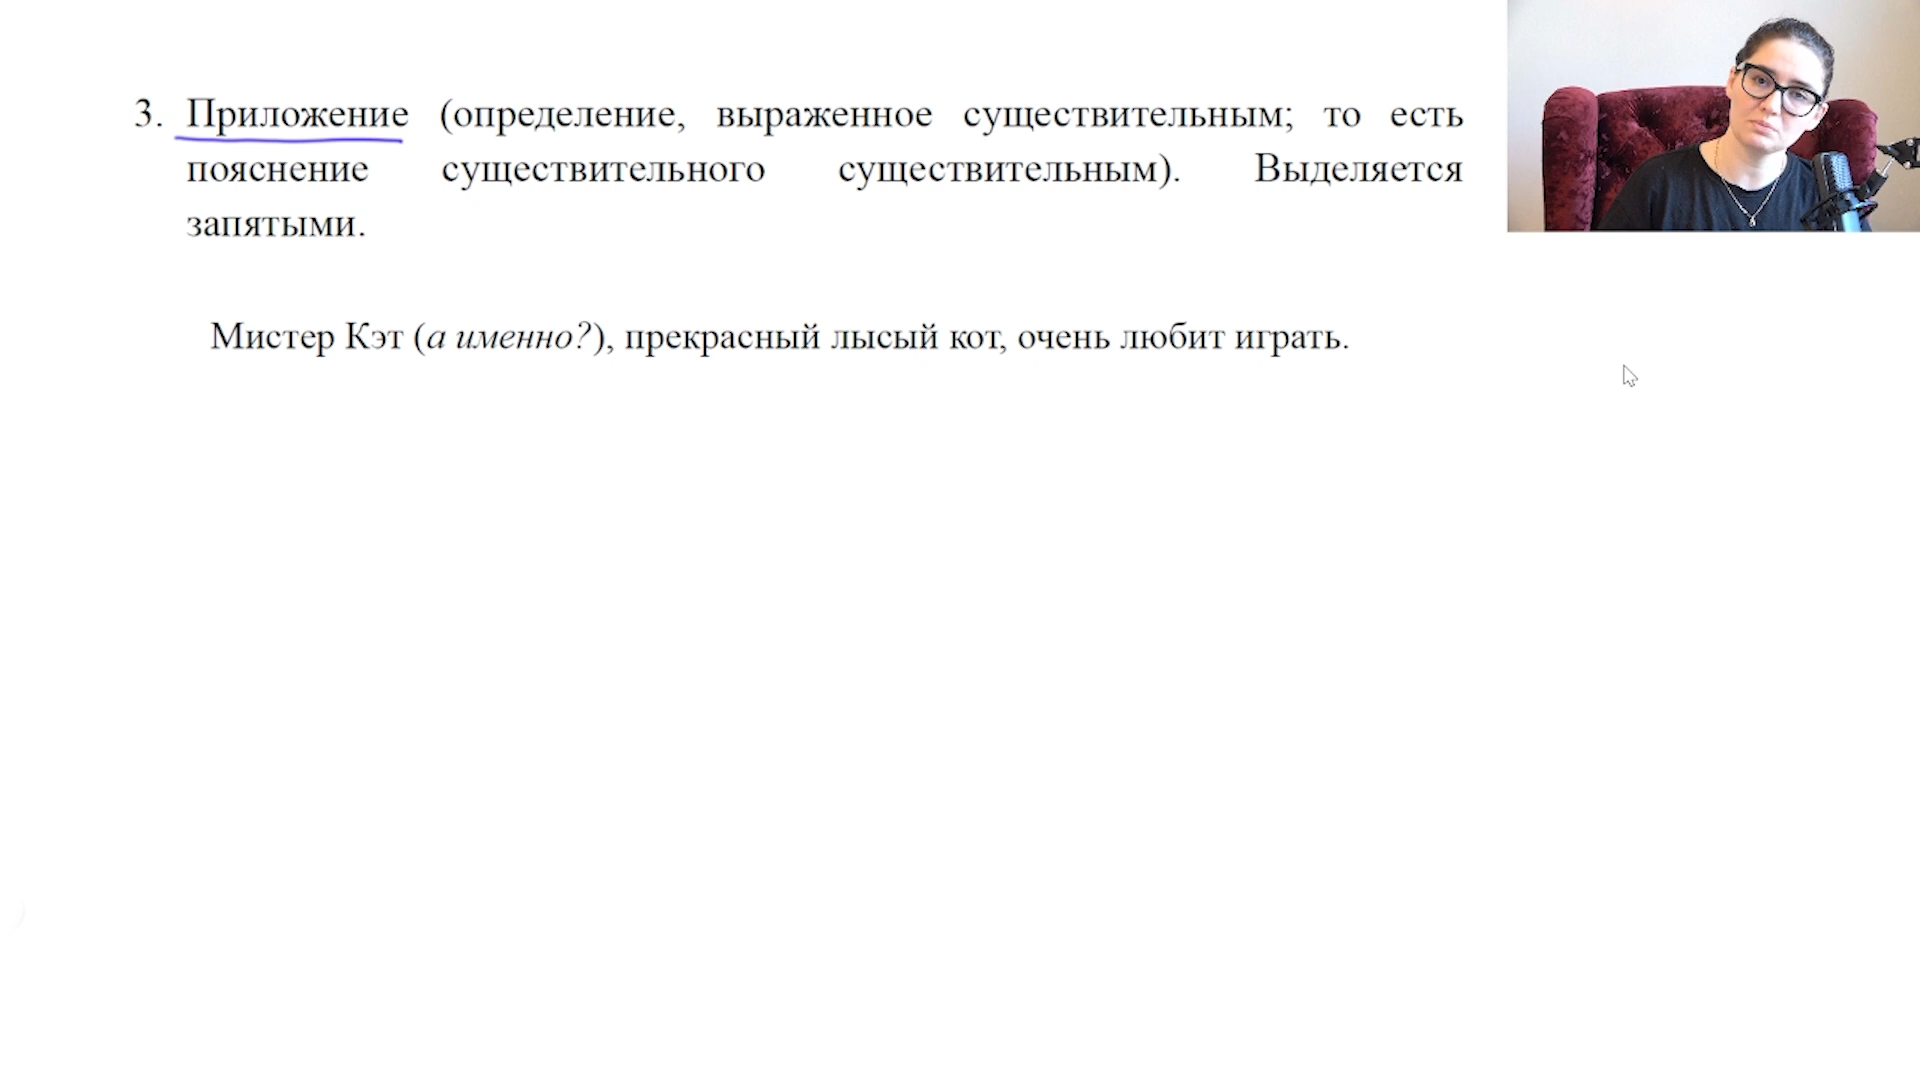 3. Приложение (определение, выраженное существительным; то есть
пояснение существительного существительным). Выделяется
запятыми.
Мистер Кэт (а именно?), прекрасный лысый кот, очень любит играть.